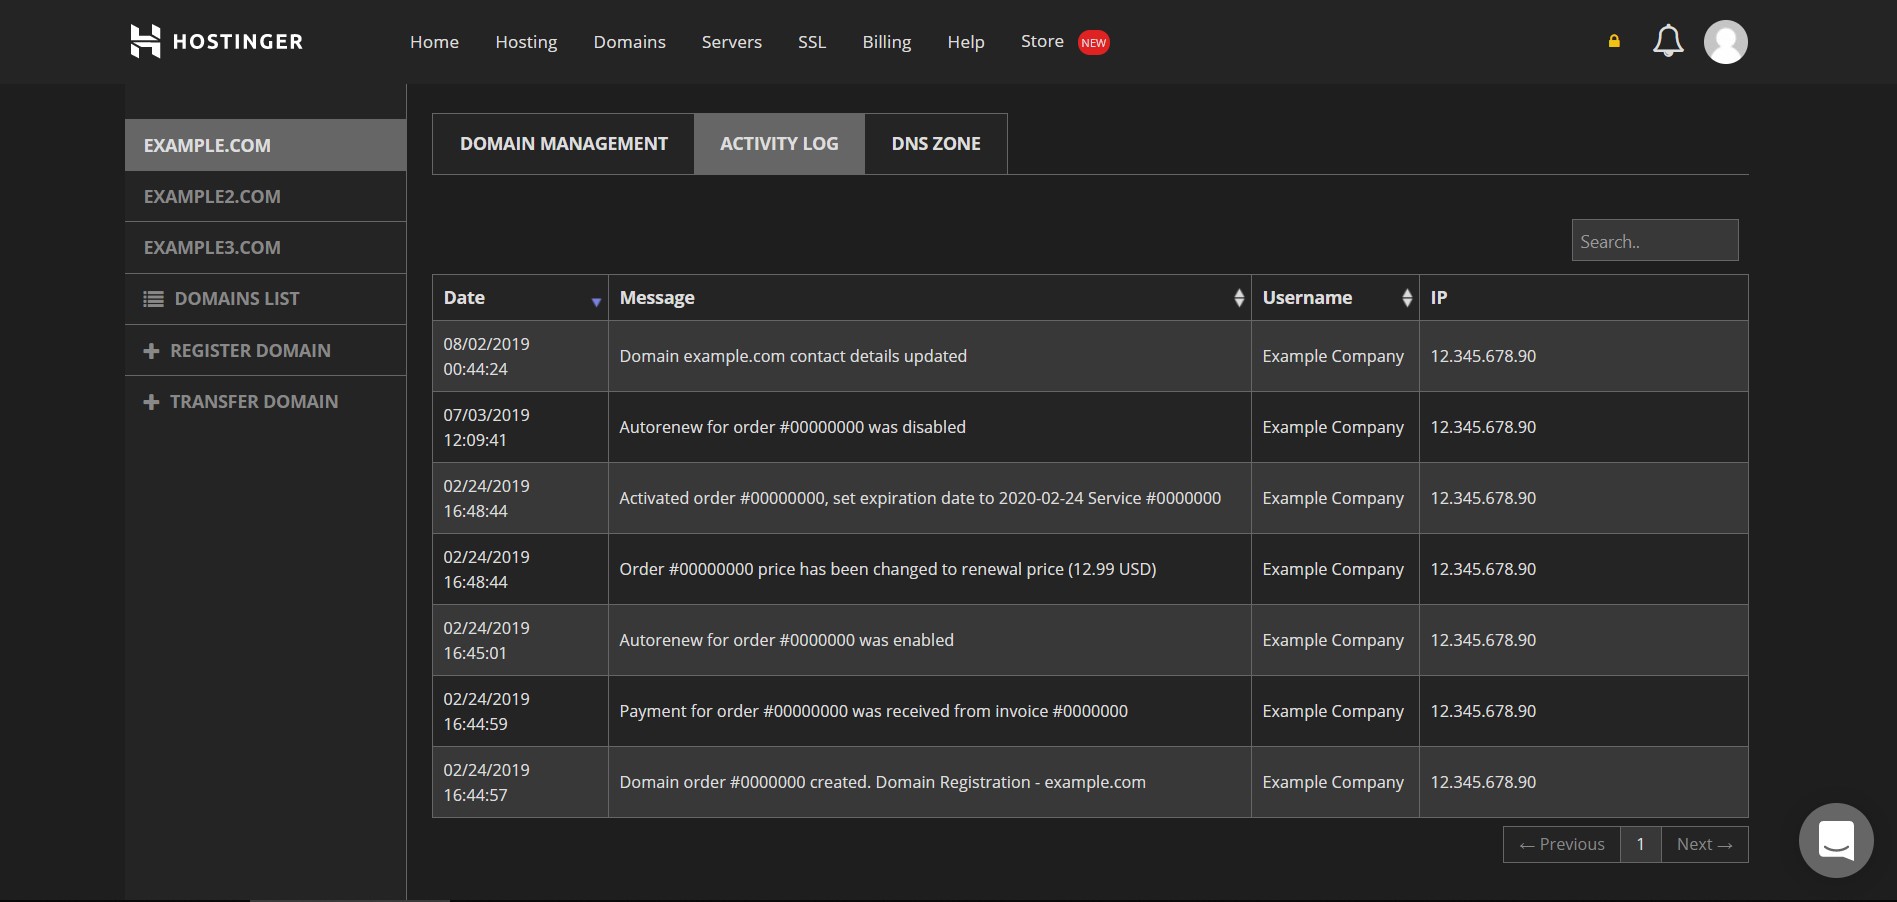 HOSTINGER
Home Hosting Domains Servers SSL Billing Help Store NEW
EXAMPLE.COM
EXAMPLE2.COM
EXAMPLE3.COM
DOMAINS LIST
REGISTER DOMAIN
TRANSFER DOMAIN
DOMAIN MANAGEMENT ACTIVITY LOG DNS ZONE
Search..
Date Message Username IP
08/02/2019
00:44:24
Domain example.com contact details updated Example Company 12.345.678.90
07/03/2019
12:09:41
Autorenew for order #00000000 was disabled Example Company 12.345.678.90
02/24/2019
16:48:44
Activated order #00000000, set expiration date to 2020-02-24 Service #0000000 Example Company 12.345.678.90
02/24/2019
16:48:44
Order #00000000 price has been changed to renewal price (12.99 USD) Example Company 12.345.678.90
02/24/2019
16:45:01
Autorenew for order #0000000 was enabled Example Company 12.345.678.90
02/24/2019
16:44:59
Payment for order #00000000 was received from invoice #0000000 Example Company 12.345.678.90
02/24/2019
16:44:57
Domain order #0000000 created. Domain Registration - example.com Example Company 12.345.678.90
← Previous 1 Next →